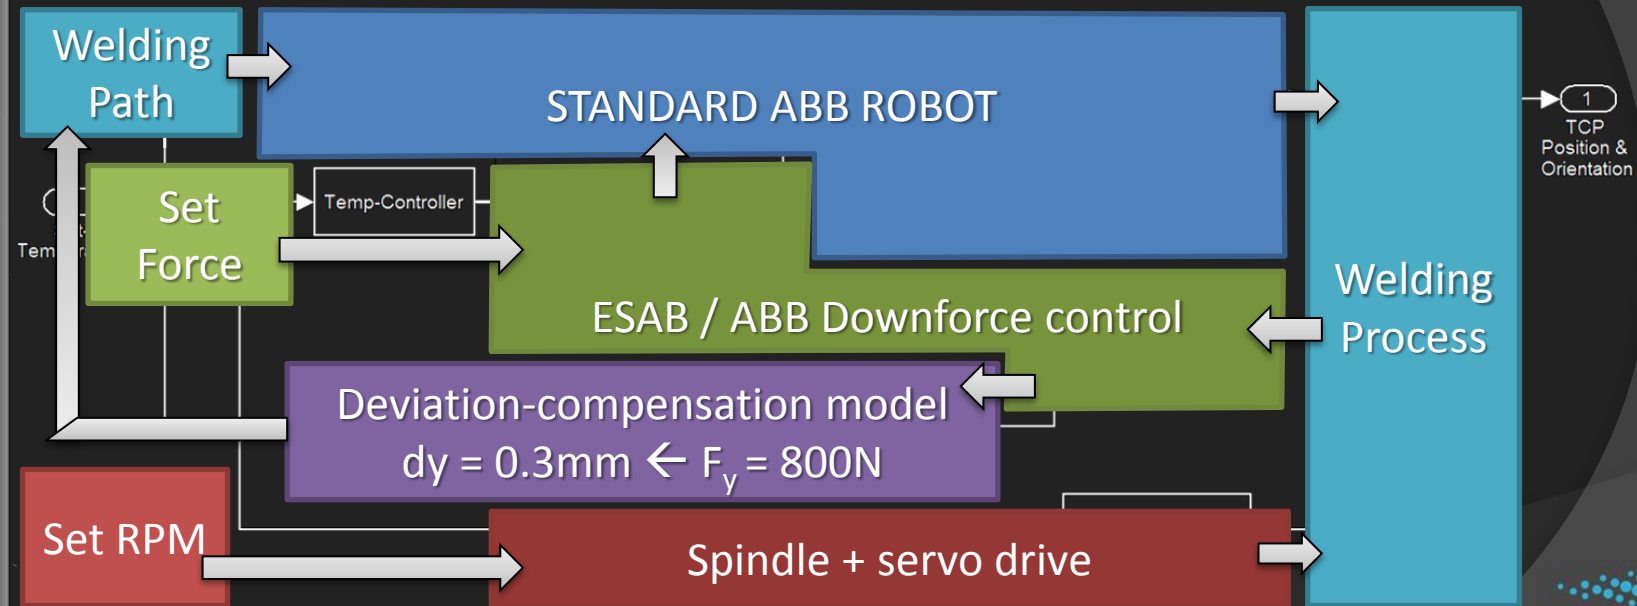 Welding
Path
STANDARD ABB ROBOT
1
TCP
Position &
Orientation
Set
Force
Temp-Controller
ESAB / ABB Downforce control
Welding
Process
Deviation-compensation model
dy = 0.3mm ← Fy = 800N
Set RPM
Spindle + servo drive